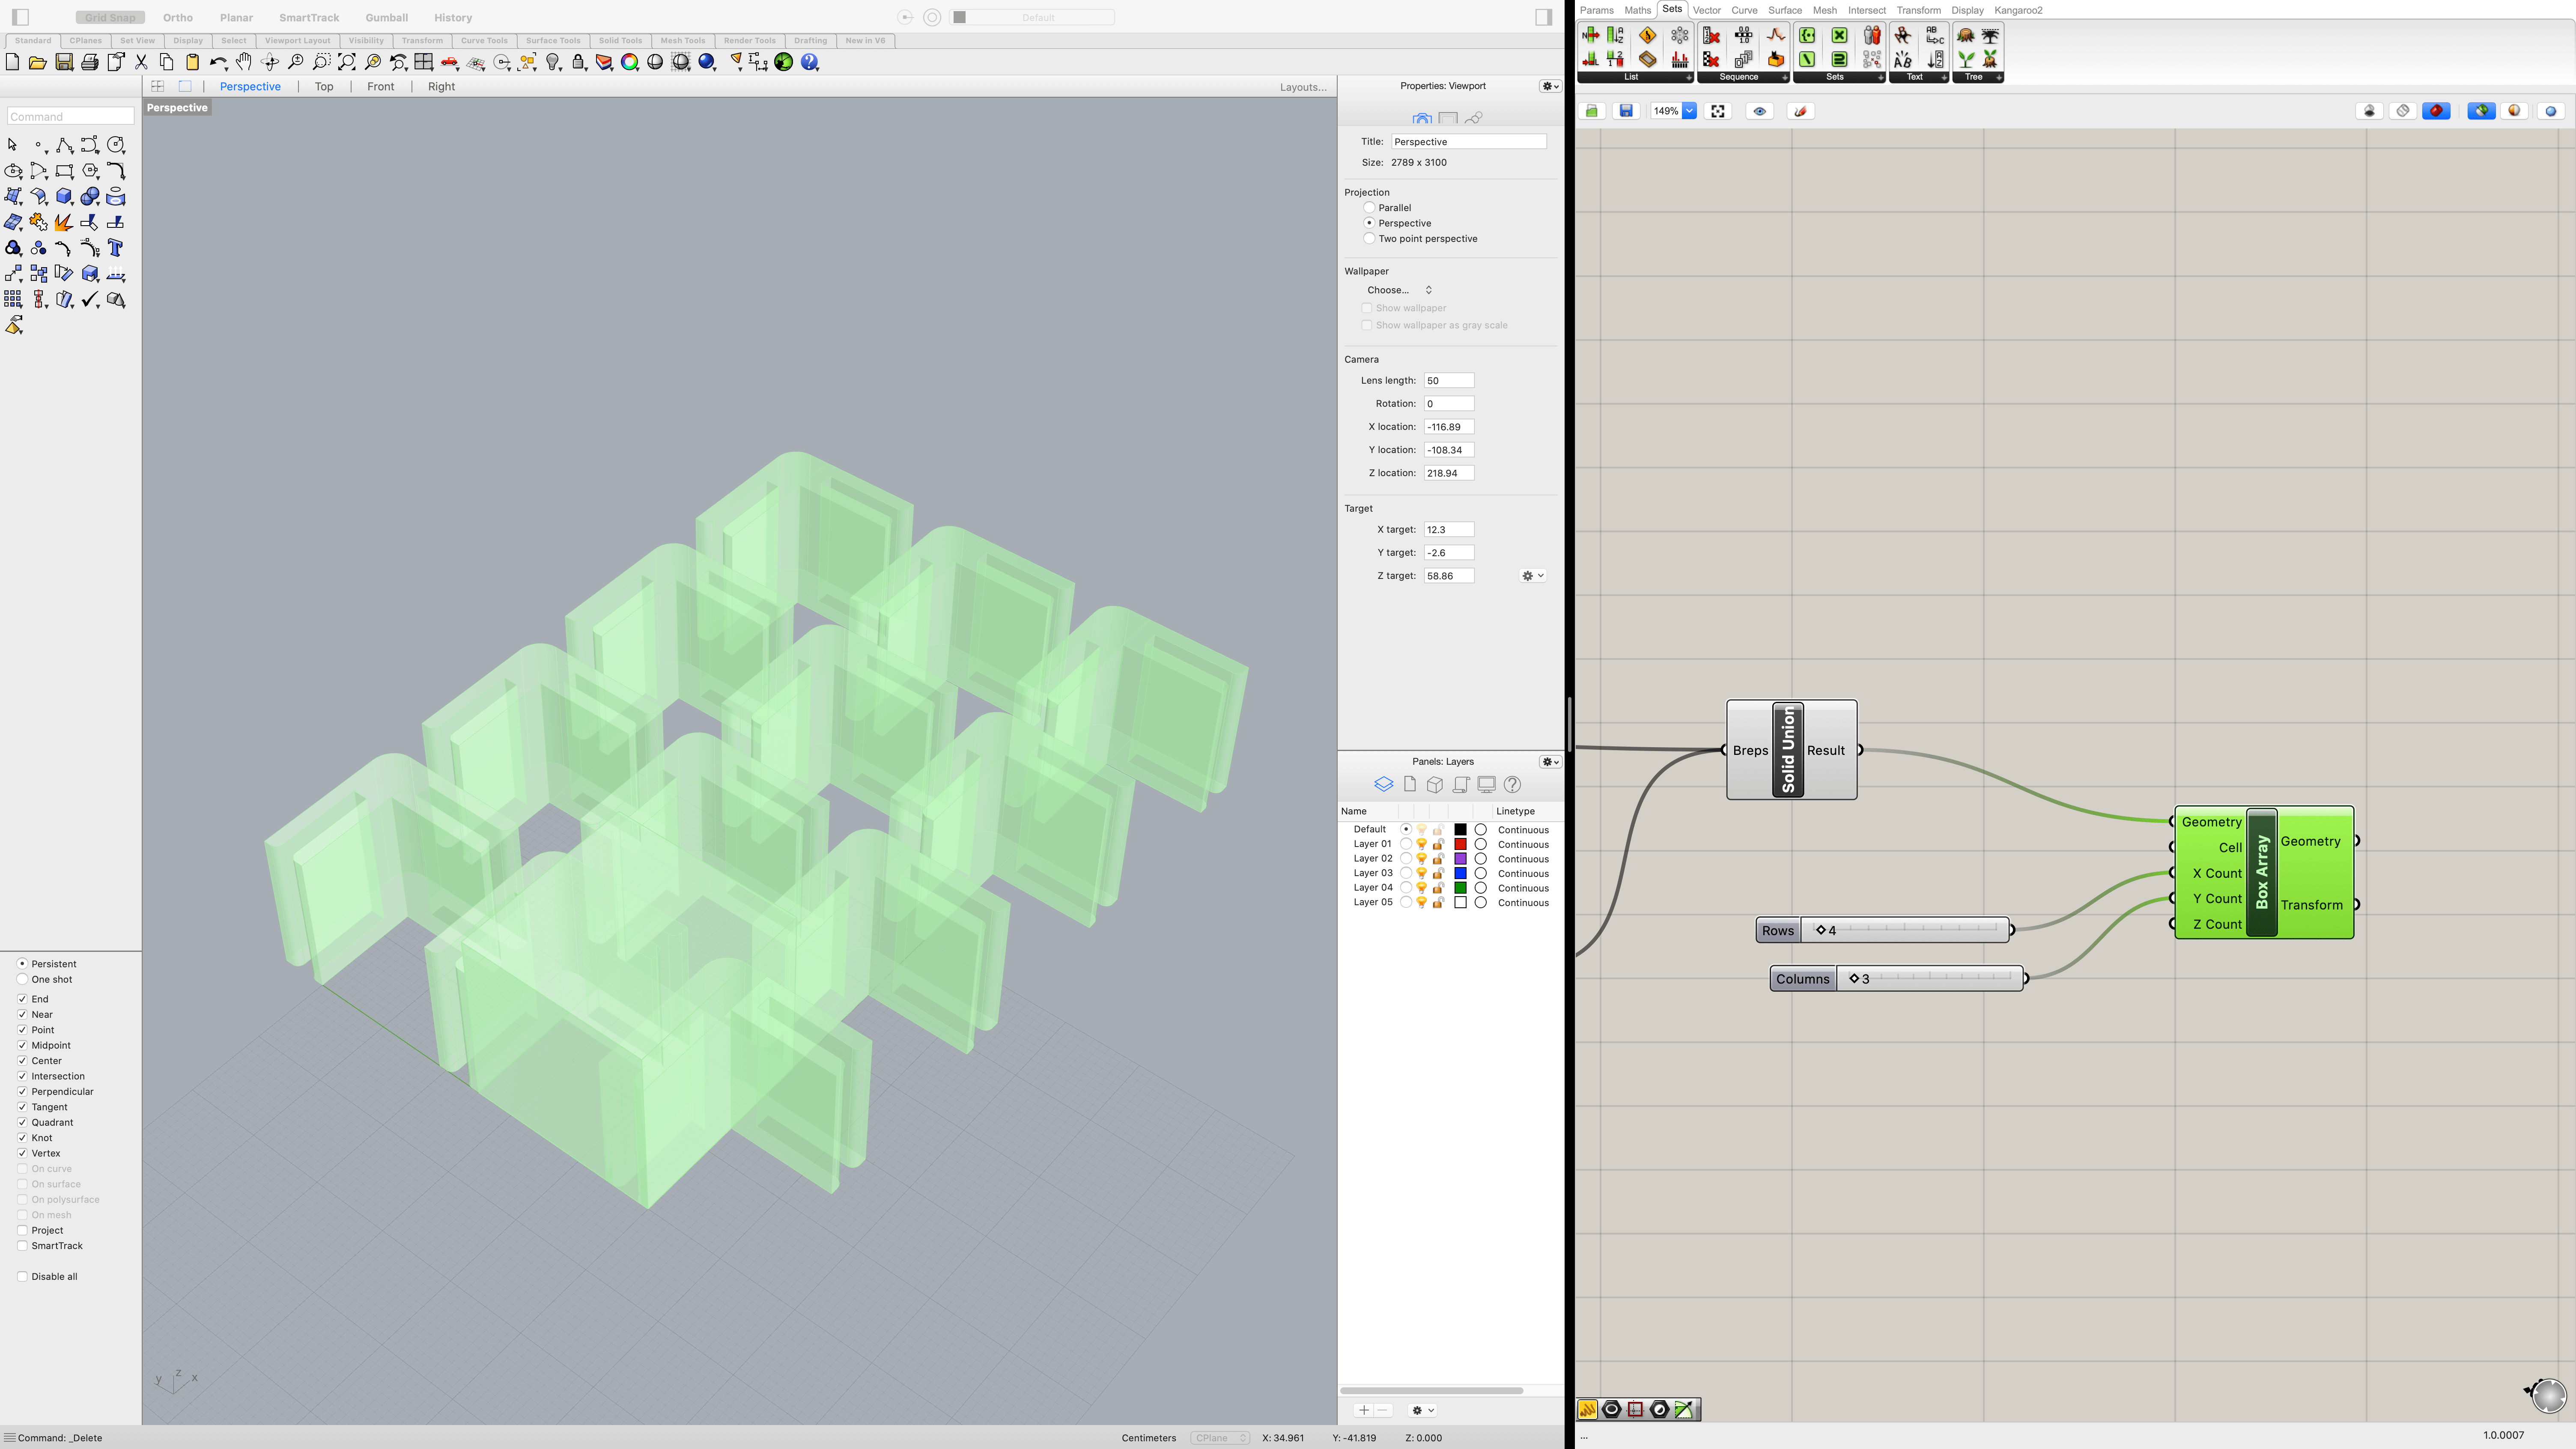 Grid Snap Ortho Planar SmartTrack Gumball History Default
Standard CPlanes Set View Display Select Viewport Layout Visibility Transform Curve Tools Surface Tools Solid Tools Mesh Tools Render Tools Drafting New in V6
Perspective Top Front Right Layouts...
Perspective
Command
Persistent
One shot
End
Near
Point
Midpoint
Center
Intersection
Perpendicular
Tangent
Quadrant
Knot
Vertex
On curve
On surface
On polysurface
On mesh
Project
SmartTrack
Disable all
y z x
Command: _Delete
Centimeters CPlane X: 34.961 Y: -41.819 Z: 0.000
Properties: Viewport
Title: Perspective
Size: 2789 x 3100
Projection
Parallel
Perspective
Two point perspective
Wallpaper
Choose...
Show wallpaper
Show wallpaper as gray scale
Camera
Lens length: 50
Rotation: 0
X location: -116.89
Y location: -108.34
Z location: 218.94
Target
X target: 12.3
Y target: -2.6
Z target: 58.86
Panels: Layers
Name Linetype
Default Continuous
Layer 01 Continuous
Layer 02 Continuous
Layer 03 Continuous
Layer 04 Continuous
Layer 05 Continuous
Params Maths Sets Vector Curve Surface Mesh Intersect Transform Display Kangaroo2
List Sequence Sets Text Tree
149%
Breps Solid Union Result
Geometry
Cell
X Count
Y Count
Z Count
Box Array
Geometry
Transform
Rows 4
Columns 3
...
1.0.0007